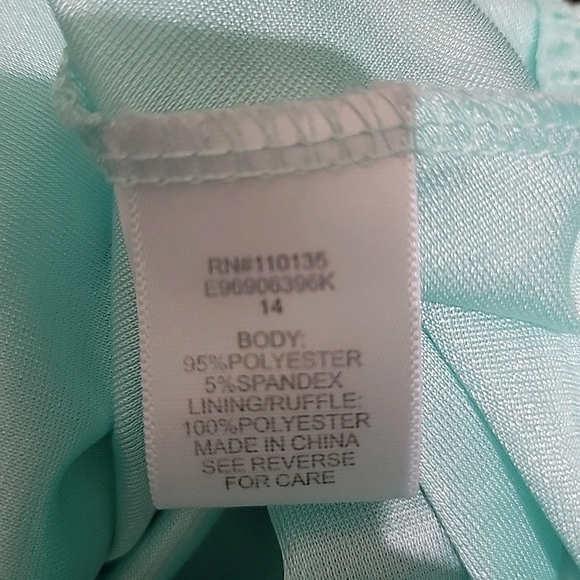 RN#110135
E96906396K
14
BODY:
95%POLYESTER
5%SPANDEX
LINING/RUFFLE:
100%POLYESTER
MADE IN CHINA
SEE REVERSE
FOR CARE